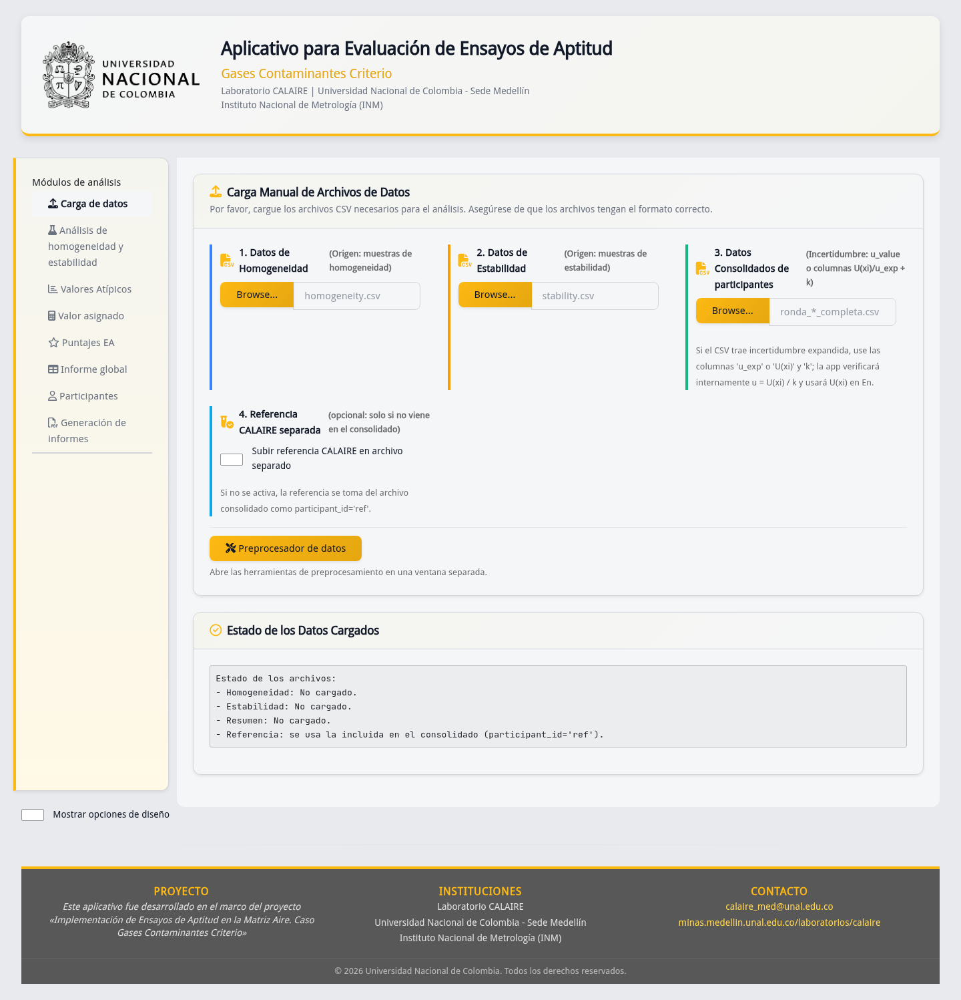 UNIVERSIDAD
NACIONAL
DE COLOMBIA
Aplicativo para Evaluación de Ensayos de Aptitud
Gases Contaminantes Criterio
Laboratorio CALAIRE | Universidad Nacional de Colombia - Sede Medellín
Instituto Nacional de Metrología (INM)
Módulos de análisis
Carga de datos
Análisis de
homogeneidad y
estabilidad
Valores Atípicos
Valor asignado
Puntajes EA
Informe global
Participantes
Generación de
informes
Mostrar opciones de diseño
Carga Manual de Archivos de Datos
Por favor, cargue los archivos CSV necesarios para el análisis. Asegúrese de que los archivos tengan el formato correcto.
1. Datos de
Homogeneidad
(Origen: muestras de
homogeneidad)
Browse...
homogeneity.csv
2. Datos de
Estabilidad
(Origen: muestras de
estabilidad)
Browse...
stability.csv
3. Datos
Consolidados de
participantes
(Incertidumbre: u_value
o columnas U(xi)/u_exp +
k)
Browse...
ronda_*_completa.csv
Si el CSV trae incertidumbre expandida, use las
columnas 'u_exp' o 'U(xi)' y 'k'; la app verificará
internamente u = U(xi) / k y usará U(xi) en En.
4. Referencia
CALAIRE separada
(opcional: solo si no viene
en el consolidado)
Subir referencia CALAIRE en archivo
separado
Si no se activa, la referencia se toma del archivo
consolidado como participant_id='ref'.
Preprocesador de datos
Abre las herramientas de preprocesamiento en una ventana separada.
Estado de los Datos Cargados
Estado de los archivos:
- Homogeneidad: No cargado.
- Estabilidad: No cargado.
- Resumen: No cargado.
- Referencia: se usa la incluida en el consolidado (participant_id='ref').
PROYECTO
Este aplicativo fue desarrollado en el marco del proyecto
«Implementación de Ensayos de Aptitud en la Matriz Aire. Caso
Gases Contaminantes Criterio»
INSTITUCIONES
Laboratorio CALAIRE
Universidad Nacional de Colombia - Sede Medellín
Instituto Nacional de Metrología (INM)
CONTACTO
calaire_med@unal.edu.co
minas.medellin.unal.edu.co/laboratorios/calaire
© 2026 Universidad Nacional de Colombia. Todos los derechos reservados.